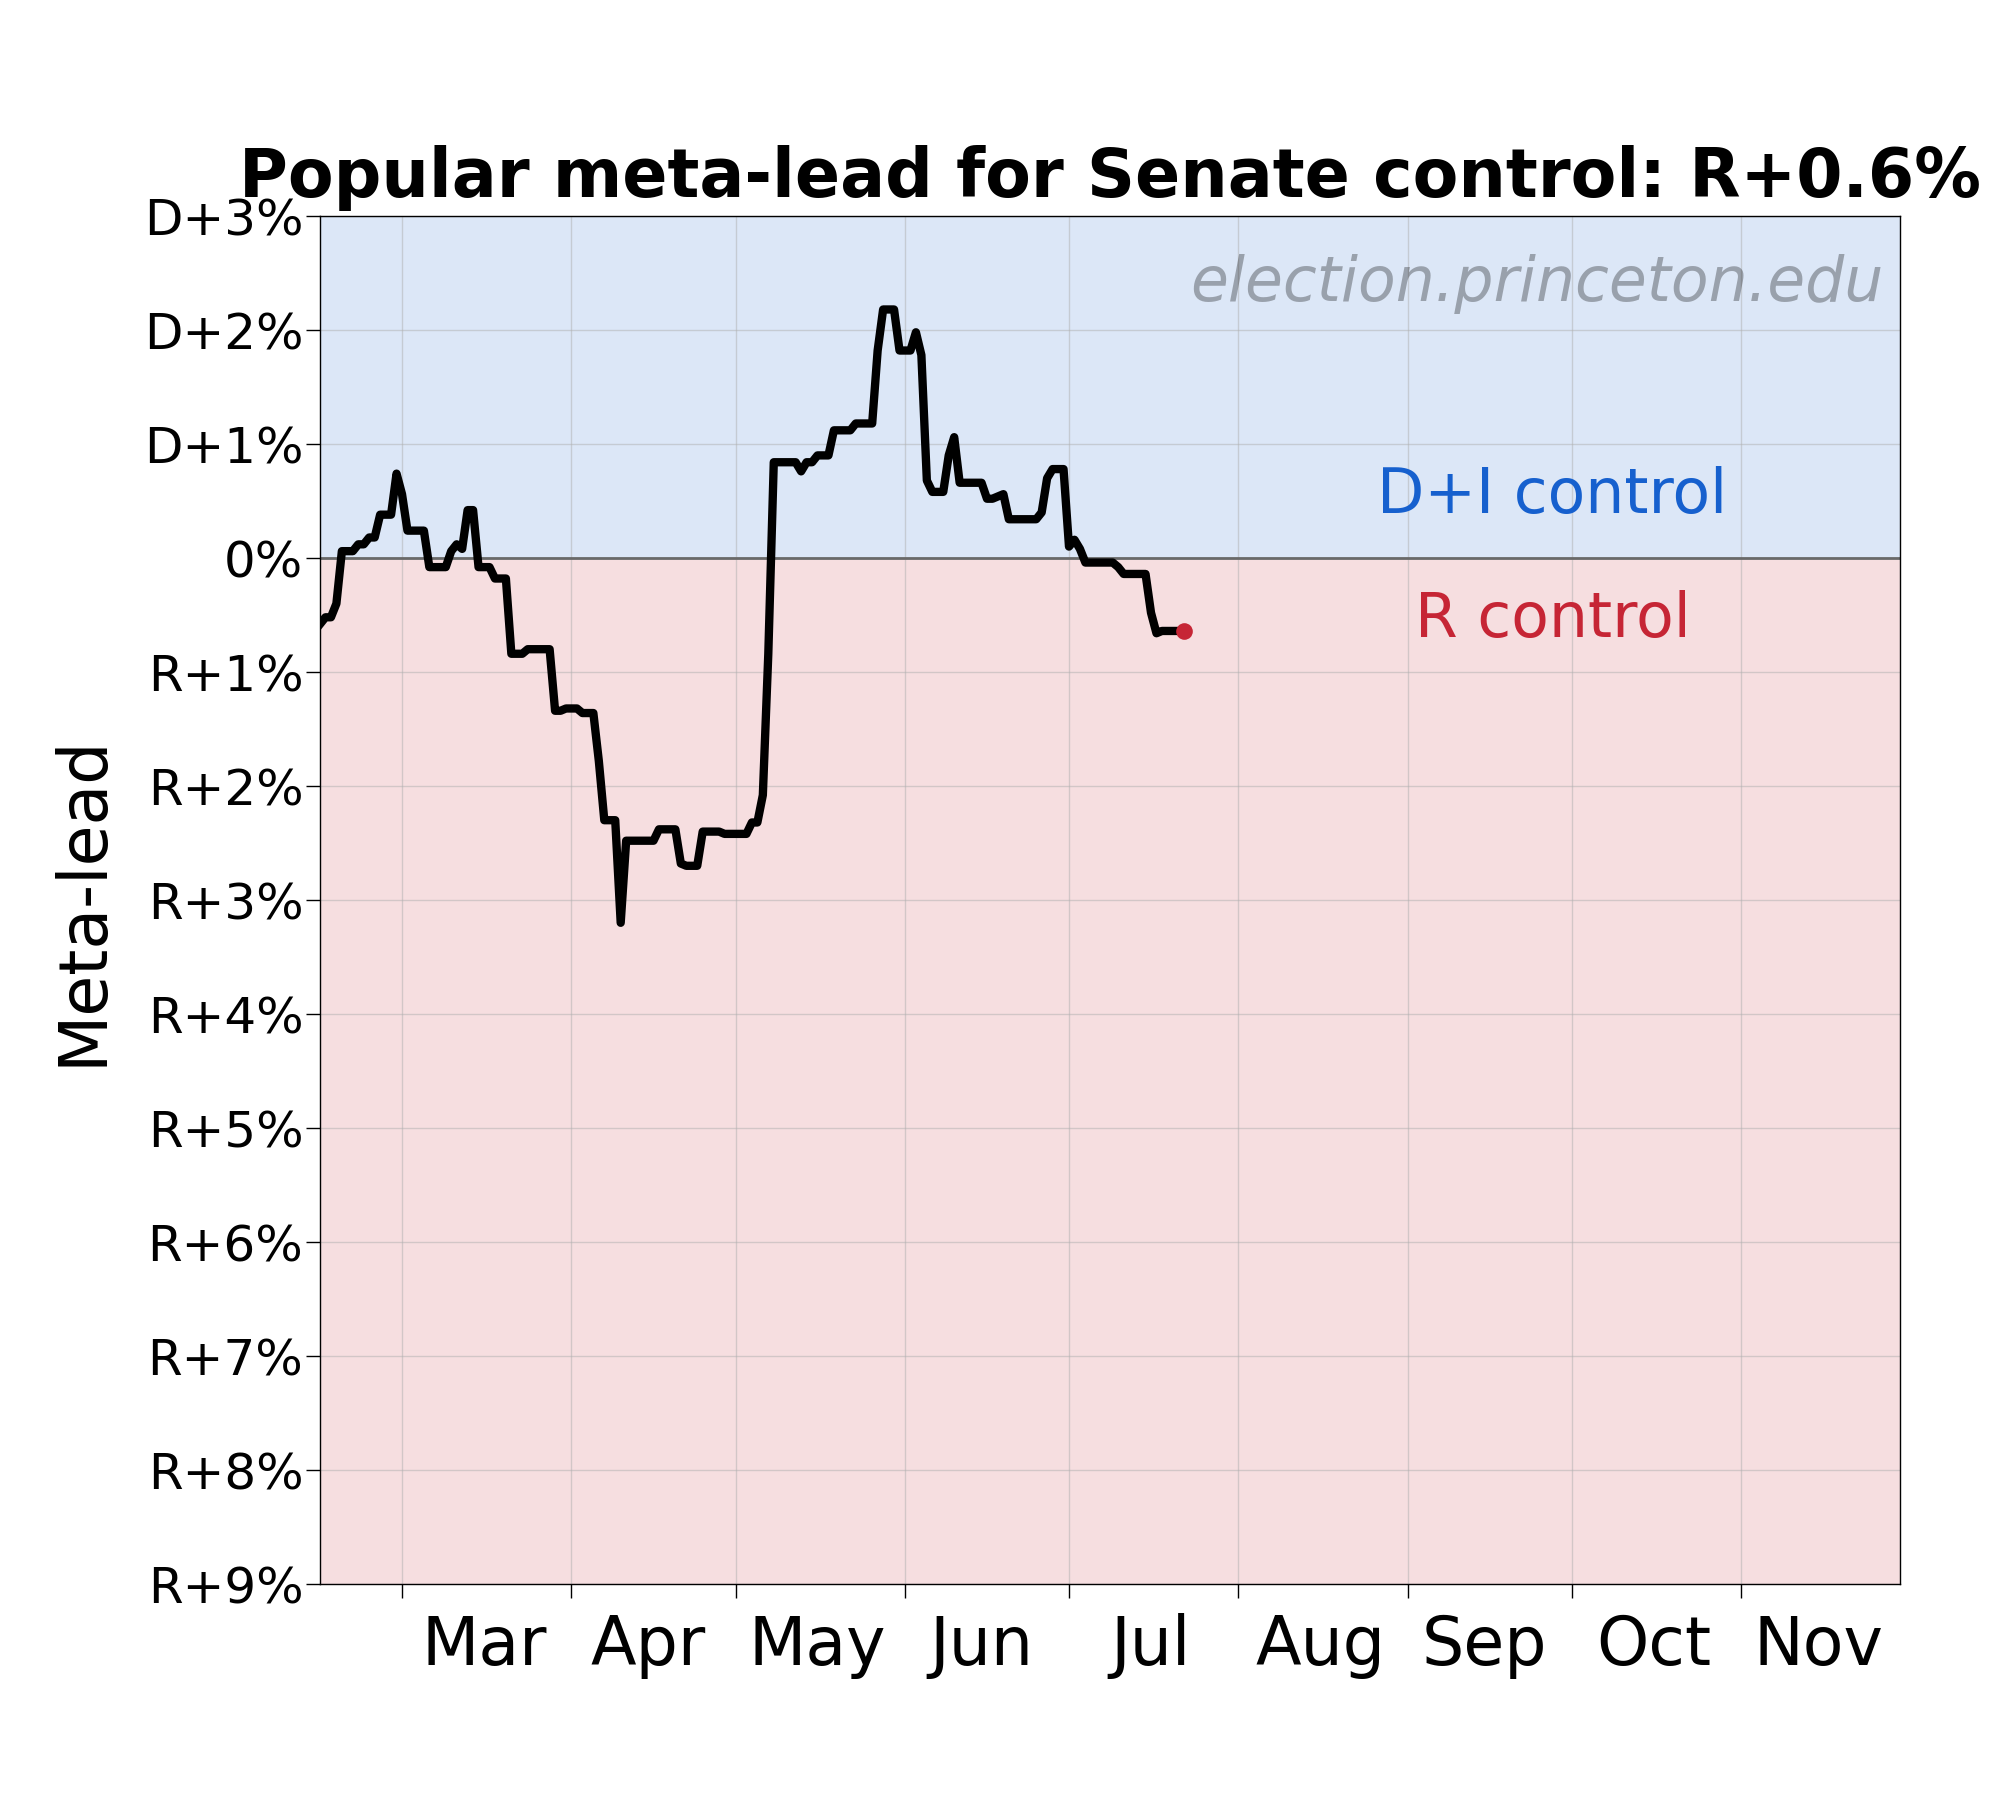 Popular meta-lead for Senate control: R+0.6%
D+3%
election.princeton.edu
D+2%
D+1%
D+I control
0%
R control
R+1%
R+2%
R+3%
R+4%
R+5%
R+6%
R+7%
R+8%
R+9%
Meta-lead
Mar Apr May Jun Jul Aug Sep Oct Nov